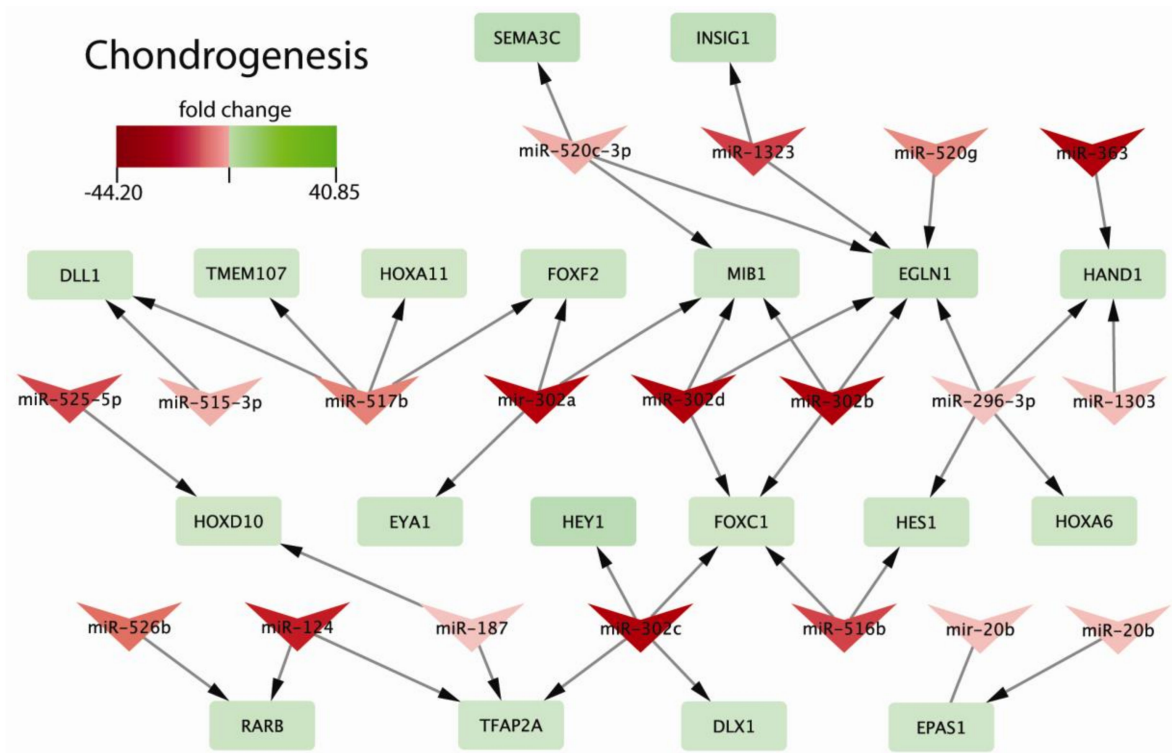 SEMA3C
INSIG1
Chondrogenesis
fold change
-44.20
40.85
miR-520c-3p
miR-1323
miR-520g
miR-363
DLL1
TMEM107
HOXA11
FOXF2
MIB1
EGLN1
HAND1
miR-525-5p
miR-515-3p
miR-517b
mir-302a
miR-302d
miR-302b
miR-296-3p
miR-1303
HOXD10
EYA1
HEY1
FOXC1
HES1
HOXA6
miR-526b
miR-124
miR-187
miR-302c
miR-516b
mir-20b
miR-20b
RARB
TFAP2A
DLX1
EPAS1